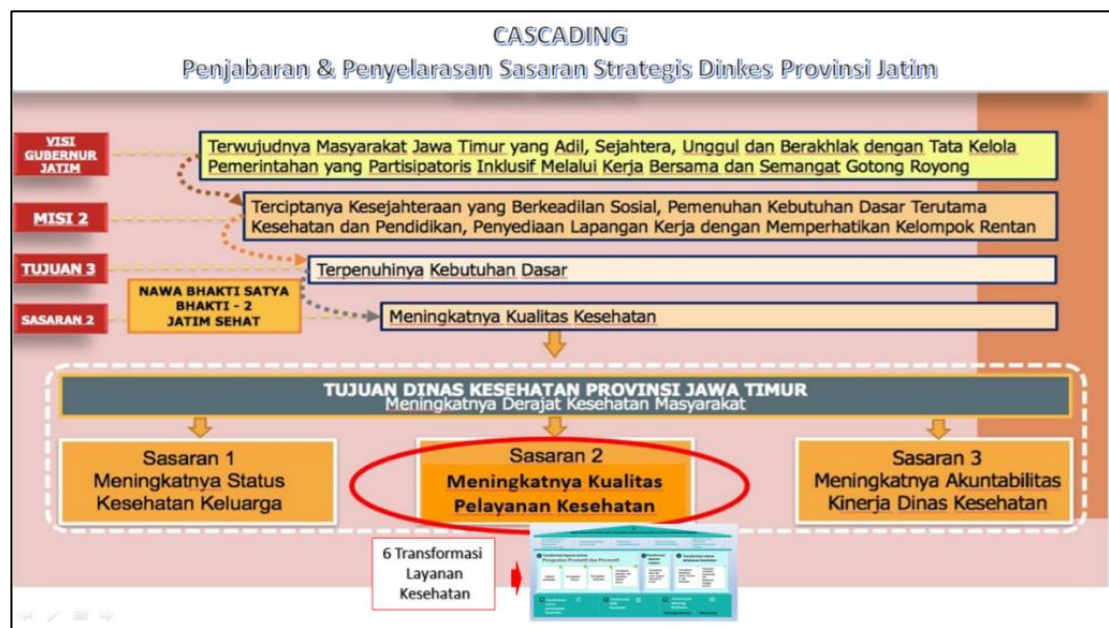 CASCADING
Penjabaran & Penyelarasan Sasaran Strategis Dinkes Provinsi Jatim
VISI
GUBERNUR
JATIM
Terwujudnya Masyarakat Jawa Timur yang Adil, Sejahtera, Unggul dan Berakhlak dengan Tata Kelola
Pemerintahan yang Partisipatoris Inklusif Melalui Kerja Bersama dan Semangat Gotong Royong
MISI 2
Terciptanya Kesejahteraan yang Berkeadilan Sosial, Pemenuhan Kebutuhan Dasar Terutama
Kesehatan dan Pendidikan, Penyediaan Lapangan Kerja dengan Memperhatikan Kelompok Rentan
TUJUAN 3
Terpenuhinya Kebutuhan Dasar
NAWA BHAKTI SATYA
BHAKTI - 2
JATIM SEHAT
SASARAN 2
Meningkatnya Kualitas Kesehatan
TUJUAN DINAS KESEHATAN PROVINSI JAWA TIMUR
Meningkatnya Derajat Kesehatan Masyarakat
Sasaran 1
Meningkatnya Status
Kesehatan Keluarga
Sasaran 2
Meningkatnya Kualitas
Pelayanan Kesehatan
Sasaran 3
Meningkatnya Akuntabilitas
Kinerja Dinas Kesehatan
6 Transformasi
Layanan
Kesehatan